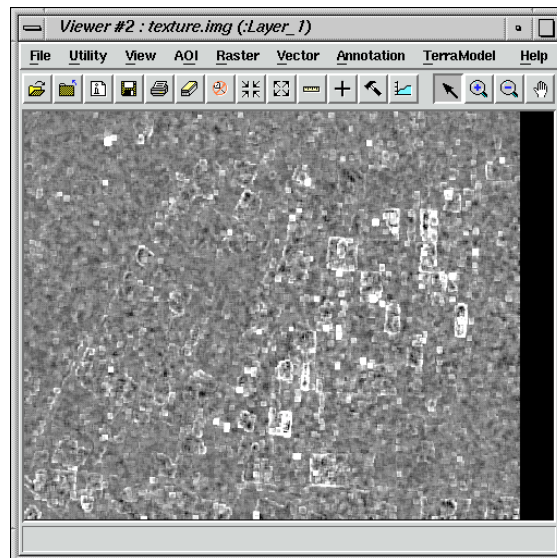 Viewer #2 : texture.img (:Layer_1)
File Utility View AOI Raster Vector Annotation TerraModel Help